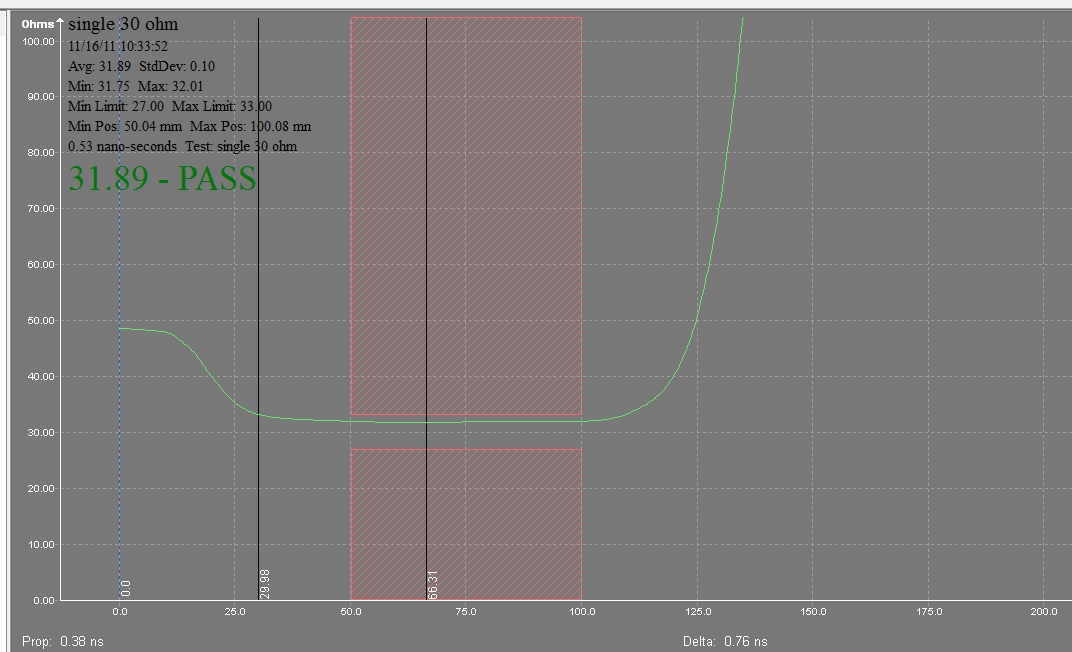 Ohms
single 30 ohm
11/16/11 10:33:52
Avg: 31.89 StdDev: 0.10
Min: 31.75 Max: 32.01
Min Limit: 27.00 Max Limit: 33.00
Min Pos: 50.04 mm Max Pos: 100.08 mn
0.53 nano-seconds Test: single 30 ohm
31.89 - PASS
100.00
90.00
80.00
70.00
60.00
50.00
40.00
30.00
20.00
10.00
0.00
0.0
29.98
66.31
0.0 25.0 50.0 75.0 100.0 125.0 150.0 175.0 200.0
Prop: 0.38 ns Delta: 0.76 ns